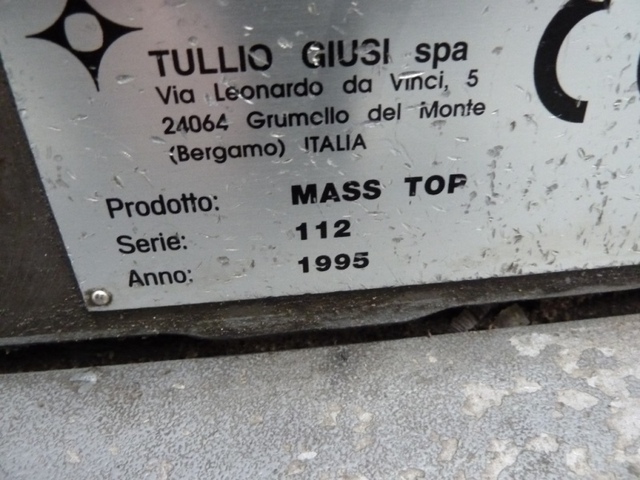 TULLIO GIUSI spa
Via Leonardo da Vinci, 5
24064 Grumello del Monte
(Bergamo) ITALIA
Prodotto: MASS TOP
Serie: 112
Anno: 1995